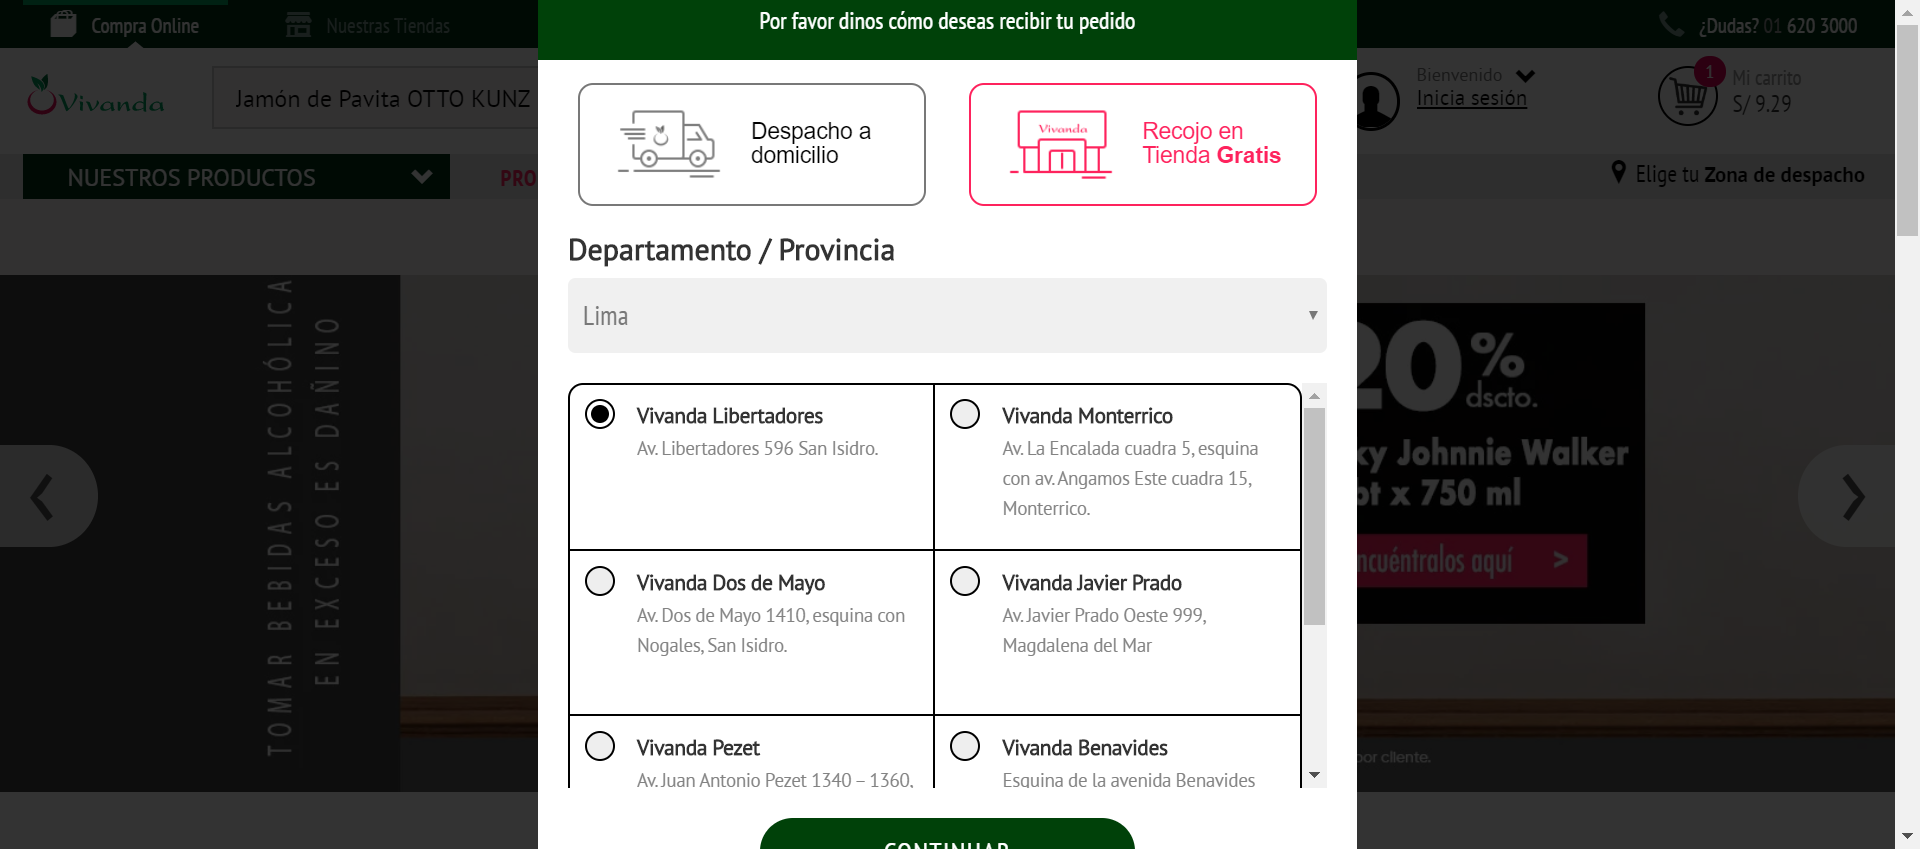 Compra Online
Nuestras Tiendas
Por favor dinos cómo deseas recibir tu pedido
¿Dudas? 01 620 3000
Vivanda
Jamón de Pavita OTTO KUNZ
Bienvenido
Inicia sesión
1
Mi carrito
S/ 9.29
NUESTROS PRODUCTOS
PRO
Elige tu Zona de despacho
Despacho a
domicilio
Vivanda
Recojo en
Tienda Gratis
Departamento / Provincia
Lima
TOMAR BEBIDAS ALCOHÓLICA
EN EXCESO ES DAÑINO
Vivanda Libertadores
Av. Libertadores 596 San Isidro.
Vivanda Monterrico
Av. La Encalada cuadra 5, esquina
con av. Angamos Este cuadra 15,
Monterrico.
Vivanda Dos de Mayo
Av. Dos de Mayo 1410, esquina con
Nogales, San Isidro.
Vivanda Javier Prado
Av. Javier Prado Oeste 999,
Magdalena del Mar
Vivanda Pezet
Av. Juan Antonio Pezet 1340 – 1360,
Vivanda Benavides
Esquina de la avenida Benavides
CONTINUAR
20%
dscto.
ky Johnnie Walker
ot x 750 ml
ncuéntralos aquí >
por cliente.